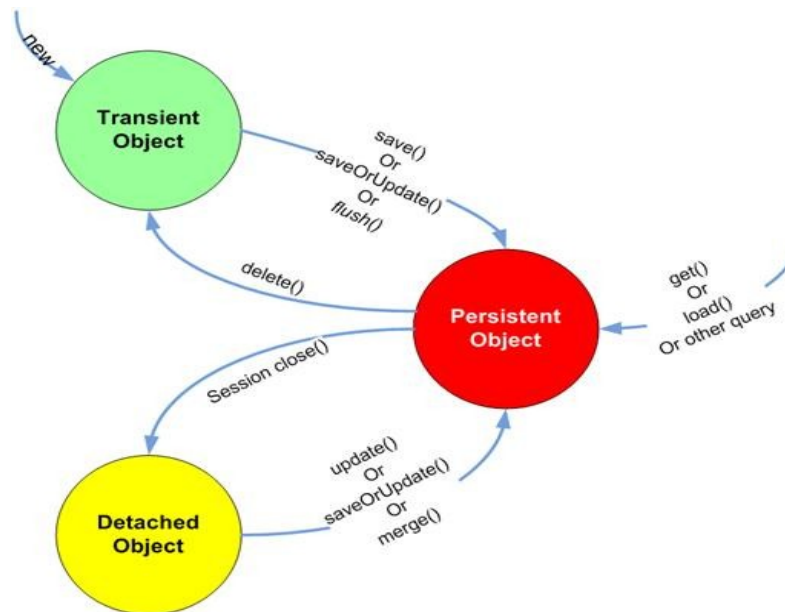 new
Transient
Object
save()
Or
saveOrUpdate()
Or
flush()
delete()
get()
Or
load()
Or other query
Persistent
Object
Session close()
update()
Or
saveOrUpdate()
Or
merge()
Detached
Object